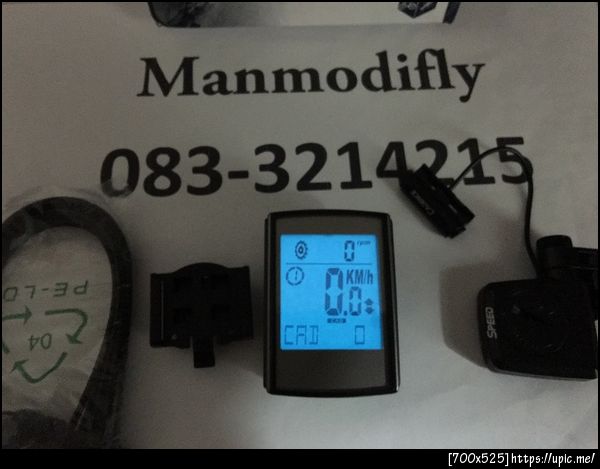 Manmodifly
083-3214215
CADENCE
rpm
0
KM/h
0.0
CAD
CAD 0
SPEED
PE-LD
04
[700x525]https://upic.me/